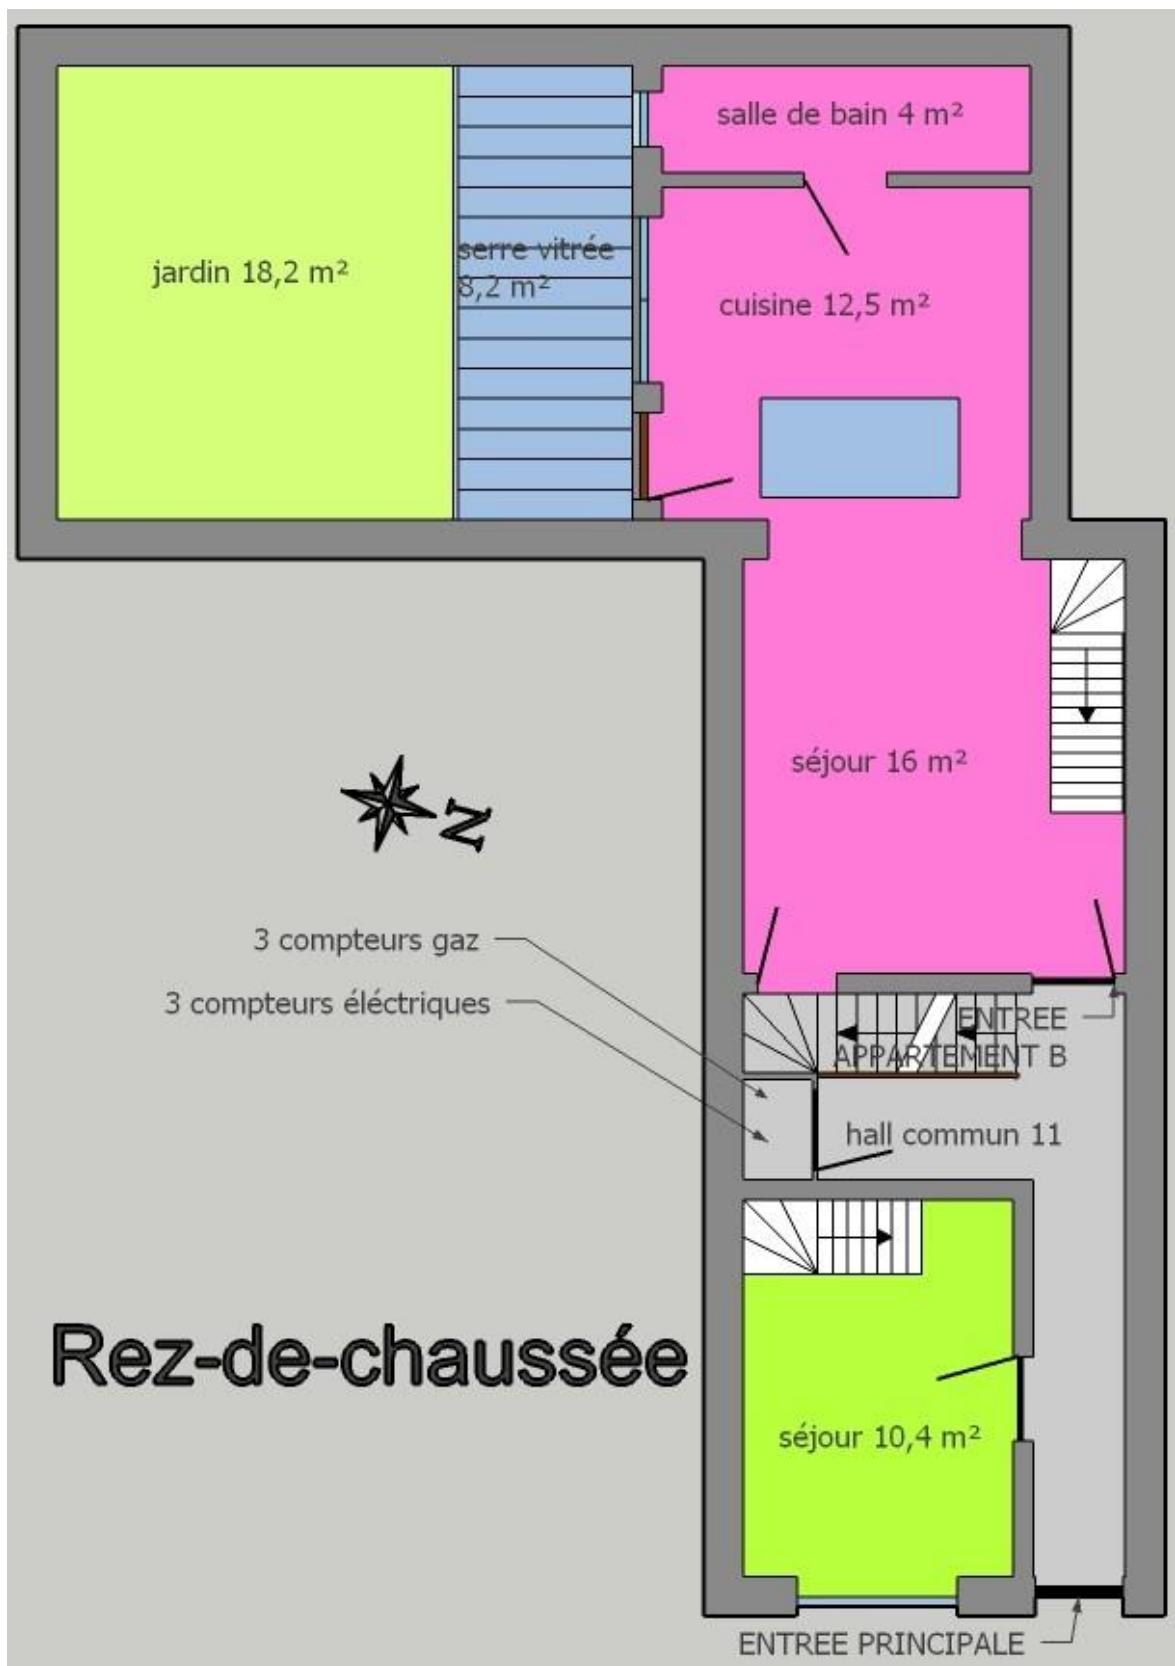 salle de bain 4 m²
serre vitrée
8,2 m²
jardin 18,2 m²
cuisine 12,5 m²
séjour 16 m²
N
3 compteurs gaz
3 compteurs éléctriques
ENTREE
APPARTEMENT B
hall commun 11
Rez-de-chaussée
séjour 10,4 m²
ENTREE PRINCIPALE